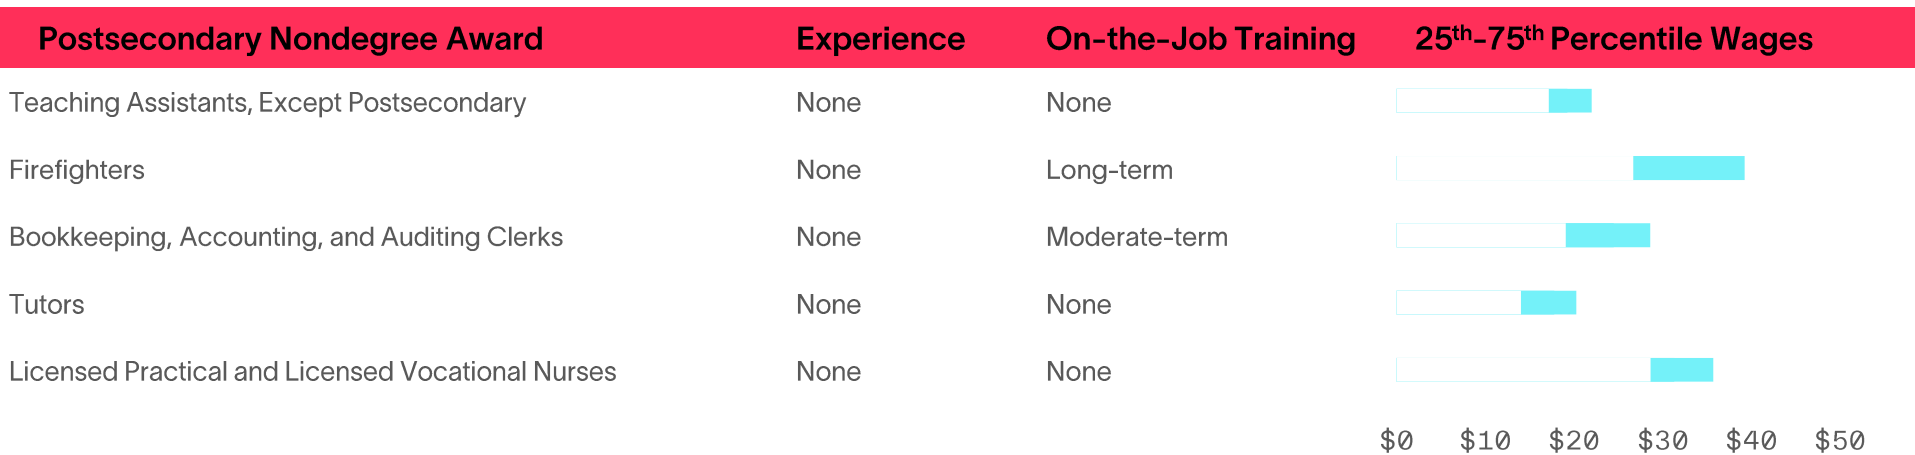 Postsecondary Nondegree Award Experience On-the-Job Training 25th-75th Percentile Wages
Teaching Assistants, Except Postsecondary None None
Firefighters None Long-term
Bookkeeping, Accounting, and Auditing Clerks None Moderate-term
Tutors None None
Licensed Practical and Licensed Vocational Nurses None None
$0 $10 $20 $30 $40 $50